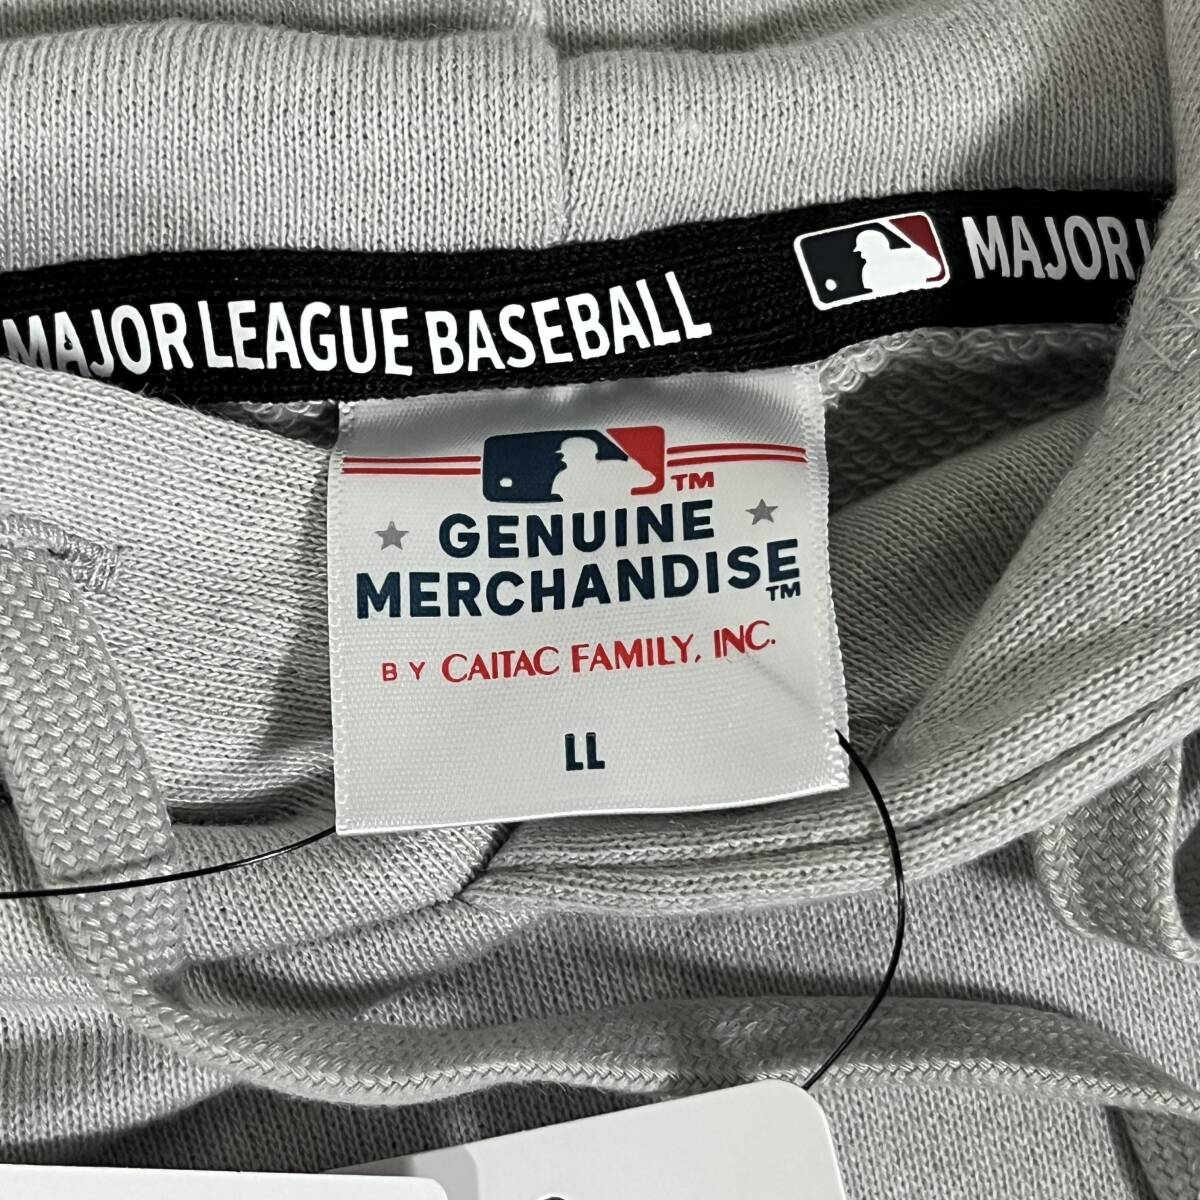 MAJOR LEAGUE BASEBALL
MAJOR
TM
GENUINE
MERCHANDISE
TM
BY CAITAC FAMILY, INC.
LL